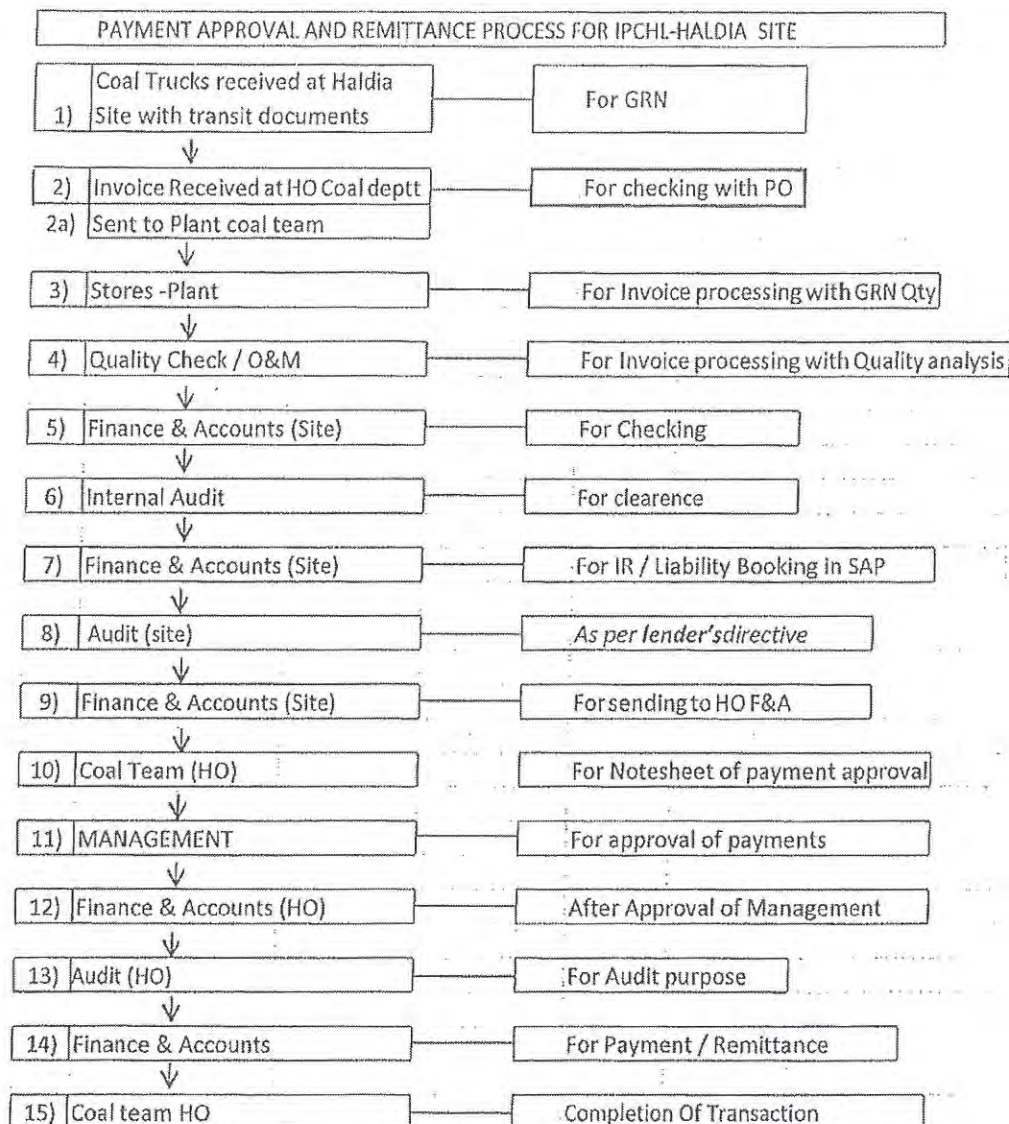 PAYMENT APPROVAL AND REMITTANCE PROCESS FOR IPCHL-HALDIA SITE
Coal Trucks received at Haldia
1) Site with transit documents
For GRN
2) Invoice Received at HO Coal deptt
For checking with PO
2a) Sent to Plant coal team
3) Stores -Plant
For Invoice processing with GRN Qty
4) Quality Check / O&M
For Invoice processing with Quality analysis
5) Finance & Accounts (Site)
For Checking
6) Internal Audit
For clearence
7) Finance & Accounts (Site)
For IR / Liability Booking in SAP
8) Audit (site)
As per lender'sdirective
9) Finance & Accounts (Site)
Forsending to HO F&A
10) Coal Team (HO)
For Notesheet of payment approval
11) MANAGEMENT
For approval of payments
12) Finance & Accounts (HO)
After Approval of Management
13) Audit (HO)
For Audit purpose
14) Finance & Accounts
For Payment / Remittance
15) Coal team HO
Completion Of Transaction